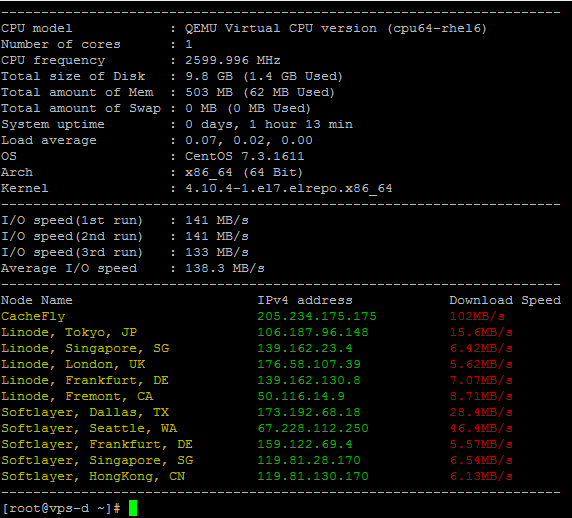 ----------------------------------------------------------------------
CPU model            : QEMU Virtual CPU version (cpu64-rhel6)
Number of cores      : 1
CPU frequency        : 2599.996 MHz
Total size of Disk   : 9.8 GB (1.4 GB Used)
Total amount of Mem  : 503 MB (62 MB Used)
Total amount of Swap : 0 MB (0 MB Used)
System uptime        : 0 days, 1 hour 13 min
Load average         : 0.07, 0.02, 0.00
OS                   : CentOS 7.3.1611
Arch                 : x86_64 (64 Bit)
Kernel               : 4.10.4-1.el7.elrepo.x86_64
----------------------------------------------------------------------
I/O speed(1st run)   : 141 MB/s
I/O speed(2nd run)   : 141 MB/s
I/O speed(3rd run)   : 133 MB/s
Average I/O speed    : 138.3 MB/s
----------------------------------------------------------------------
Node Name                       IPv4 address            Download Speed
CacheFly                        205.234.175.175         102MB/s
Linode, Tokyo, JP               106.187.96.148          15.6MB/s
Linode, Singapore, SG           139.162.23.4            6.42MB/s
Linode, London, UK              176.58.107.39           5.62MB/s
Linode, Frankfurt, DE           139.162.130.8           7.07MB/s
Linode, Fremont, CA             50.116.14.9             8.71MB/s
Softlayer, Dallas, TX           173.192.68.18           28.4MB/s
Softlayer, Seattle, WA          67.228.112.250          46.4MB/s
Softlayer, Frankfurt, DE        159.122.69.4            5.57MB/s
Softlayer, Singapore, SG        119.81.28.170           6.54MB/s
Softlayer, HongKong, CN         119.81.130.170          6.13MB/s
----------------------------------------------------------------------
[root@vps-d ~]#